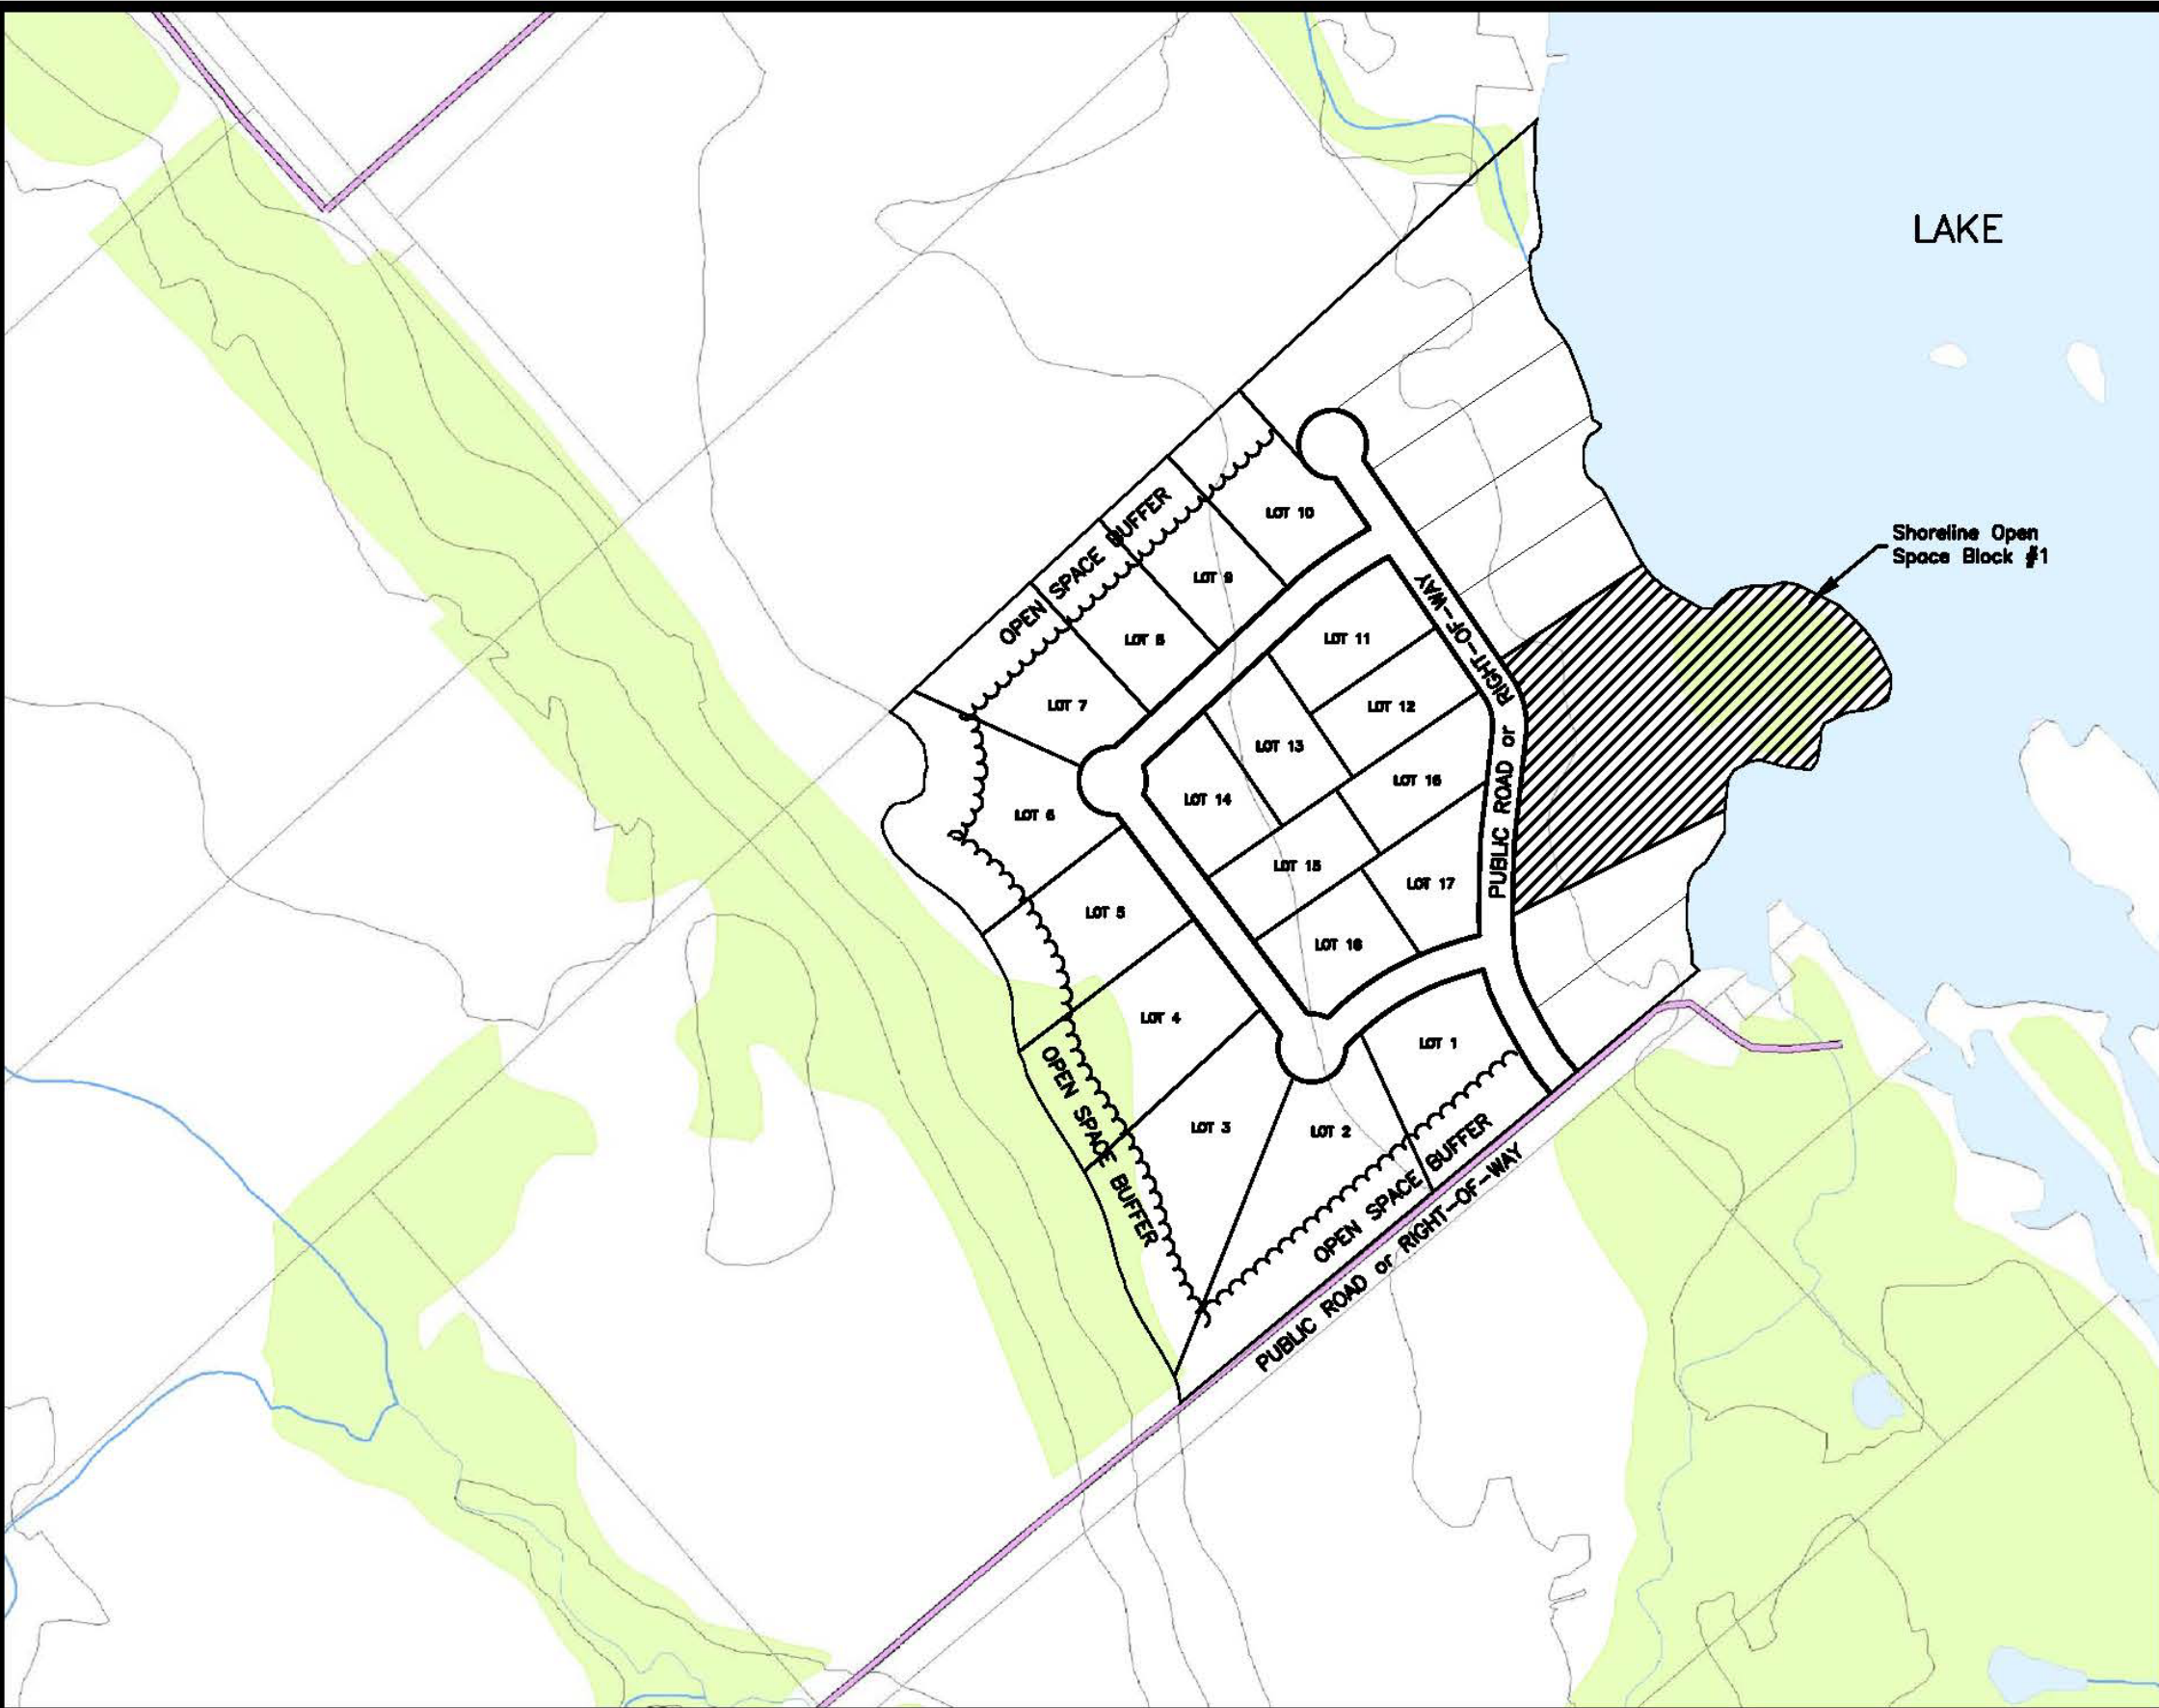 LAKE
Shoreline Open
Space Block #1
LOT 10
OPEN SPACE BUFFER
LOT 9
LOT 8
LOT 7
LOT 11
LOT 12
LOT 13
LOT 16
LOT 14
PUBLIC ROAD or RIGHT-OF-WAY
LOT 6
LOT 15
LOT 17
LOT 5
LOT 18
LOT 4
LOT 1
OPEN SPACE BUFFER
LOT 3
LOT 2
OPEN SPACE BUFFER
PUBLIC ROAD or RIGHT-OF-WAY